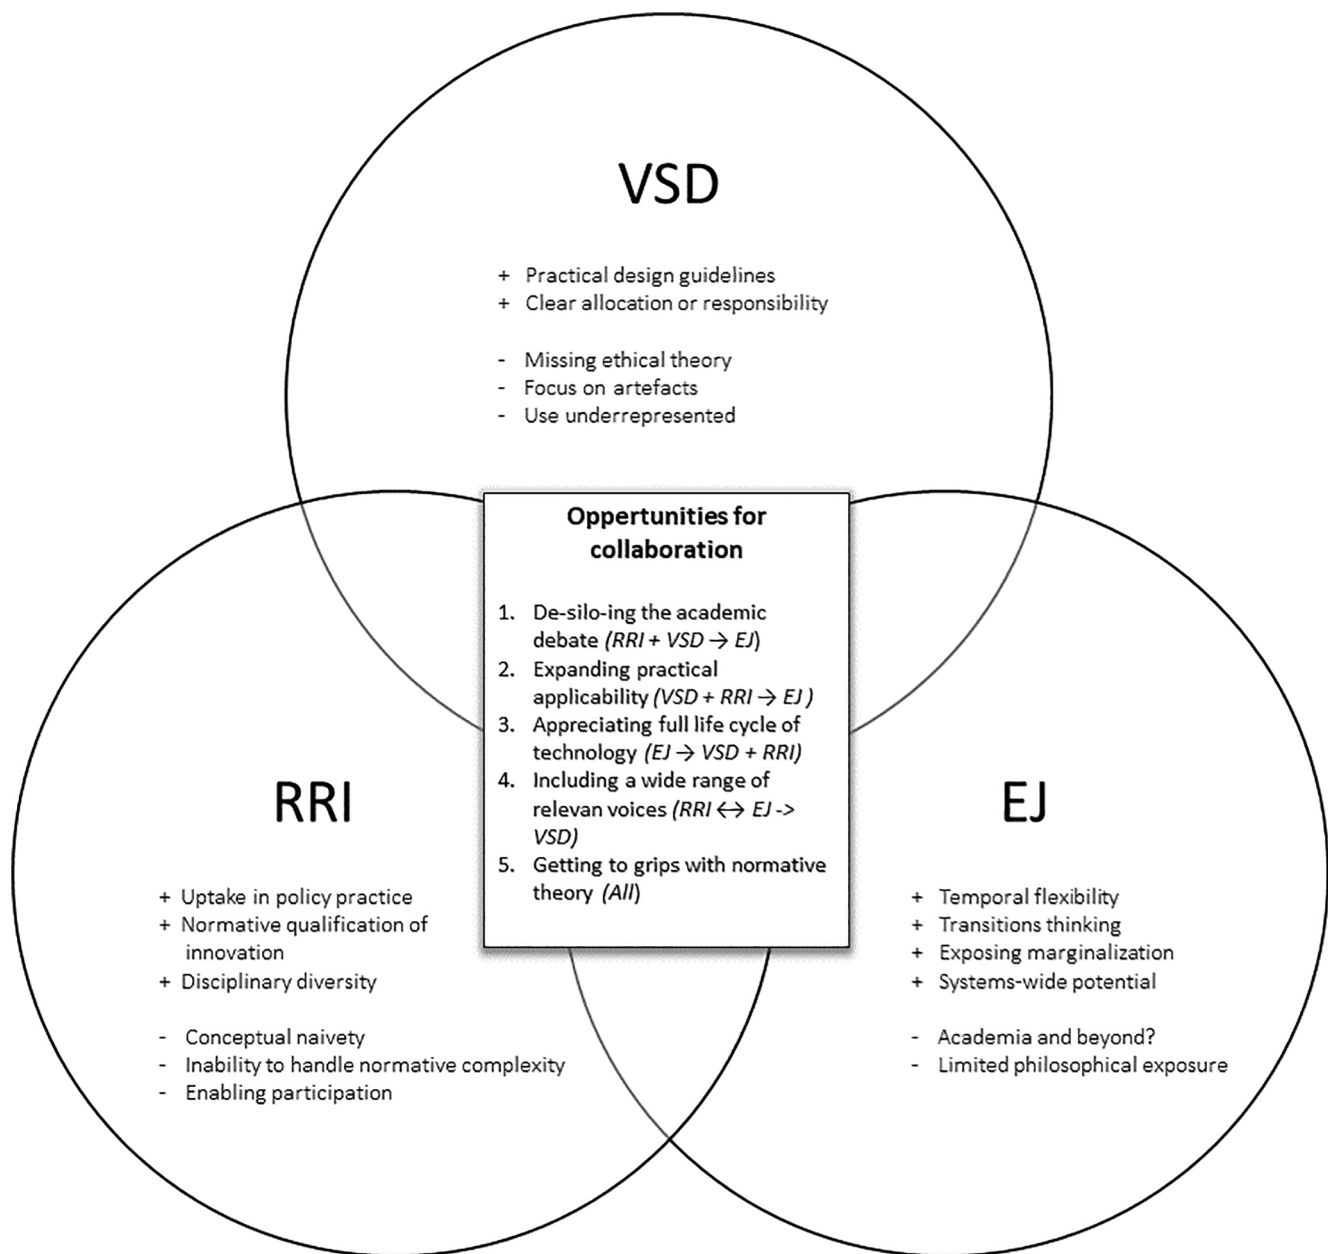 VSD
+ Practical design guidelines
+ Clear allocation or responsibility
- Missing ethical theory
- Focus on artefacts
- Use underrepresented
Oppertunities for
collaboration
1. De-silo-ing the academic
debate (RRI + VSD → EJ)
2. Expanding practical
applicability (VSD + RRI → EJ )
3. Appreciating full life cycle of
technology (EJ → VSD + RRI)
4. Including a wide range of
relevan voices (RRI ↔ EJ ->
VSD)
5. Getting to grips with normative
theory (All)
RRI
+ Uptake in policy practice
+ Normative qualification of
innovation
+ Disciplinary diversity
- Conceptual naivety
- Inability to handle normative complexity
- Enabling participation
EJ
+ Temporal flexibility
+ Transitions thinking
+ Exposing marginalization
+ Systems-wide potential
- Academia and beyond?
- Limited philosophical exposure